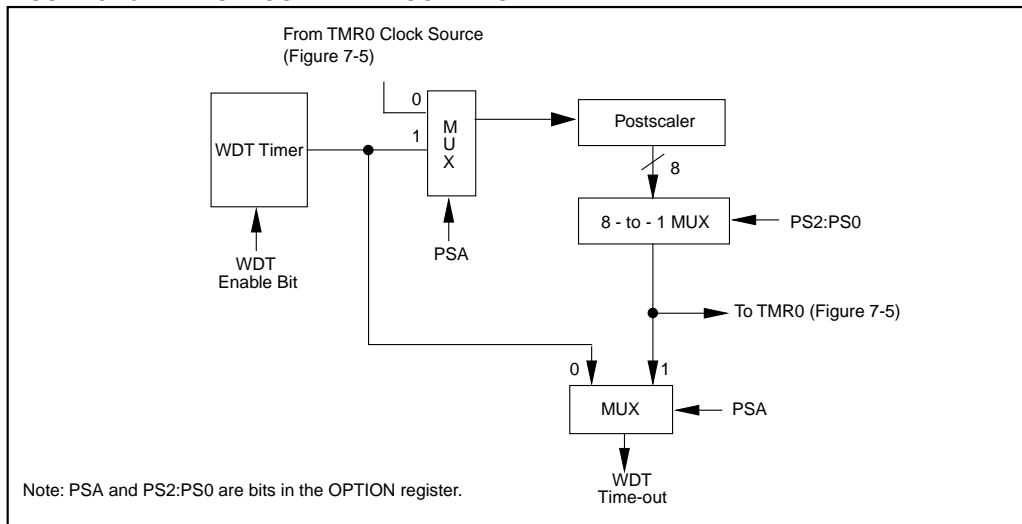 From TMR0 Clock Source
(Figure 7-5)
0
1
WDT Timer
M
U
X
Postscaler
8
8 - to - 1 MUX
PS2:PS0
PSA
WDT
Enable Bit
To TMR0 (Figure 7-5)
0
1
MUX
PSA
WDT
Time-out
Note: PSA and PS2:PS0 are bits in the OPTION register.